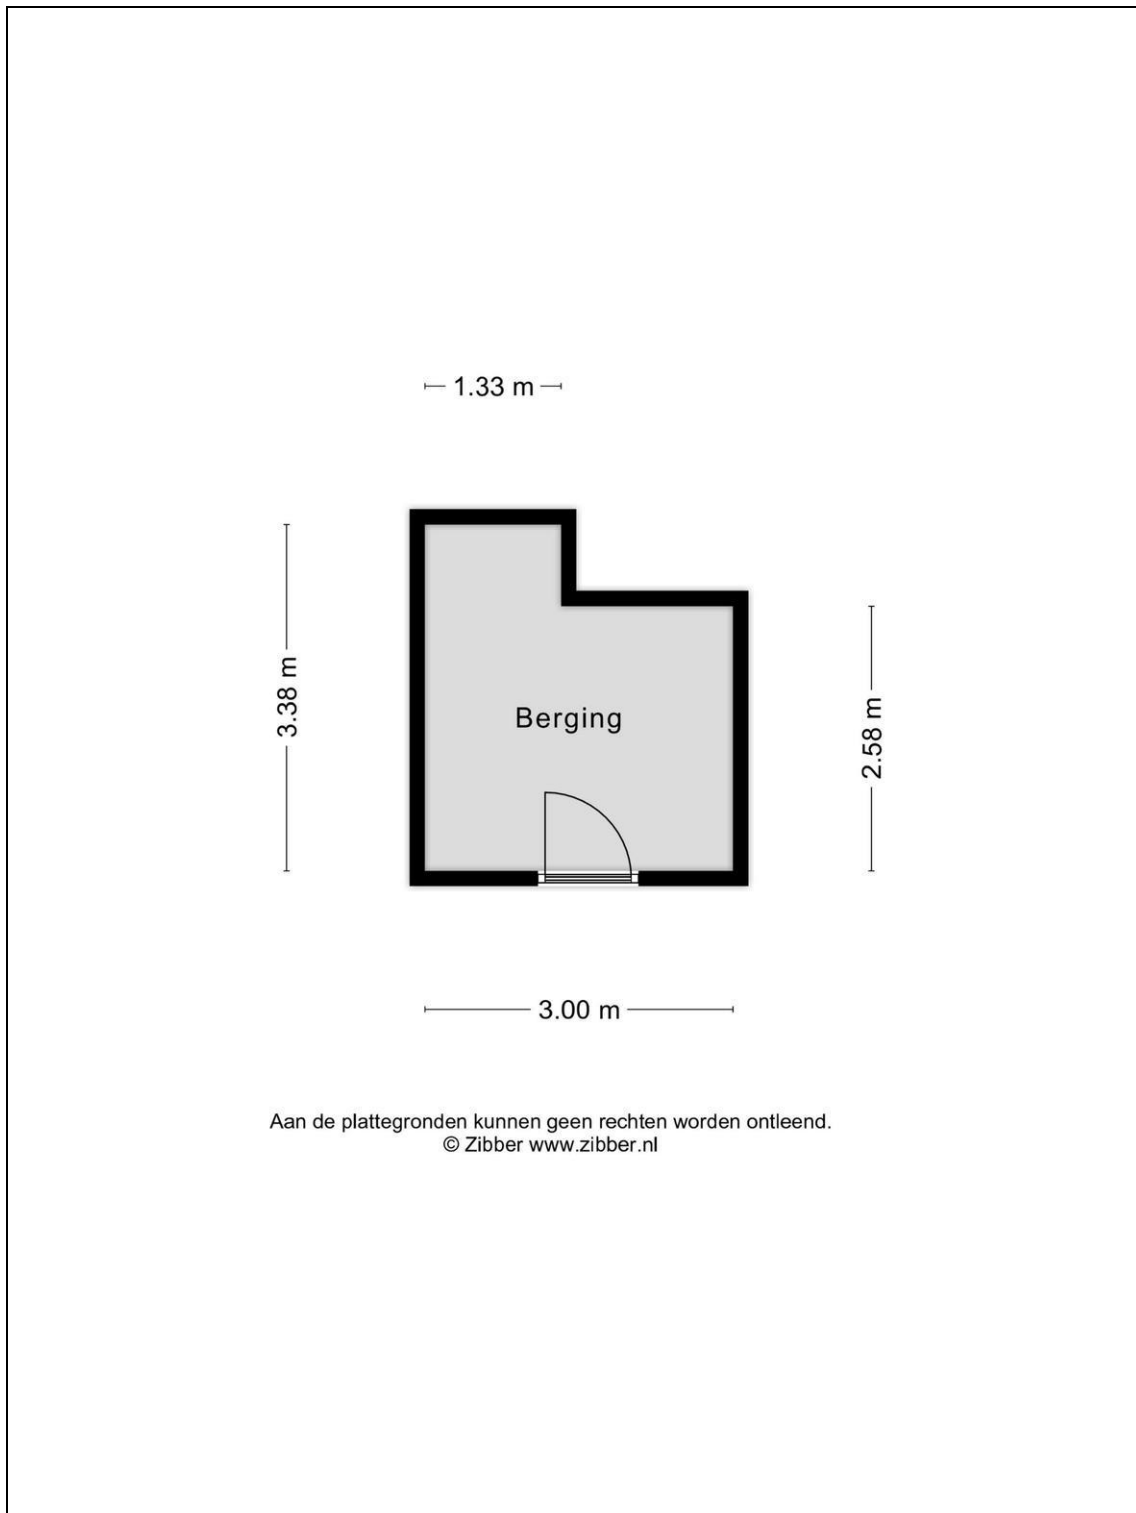 1.33 m
3.38 m
Berging
2.58 m
3.00 m
Aan de plattegronden kunnen geen rechten worden ontleend.
© Zibber www.zibber.nl